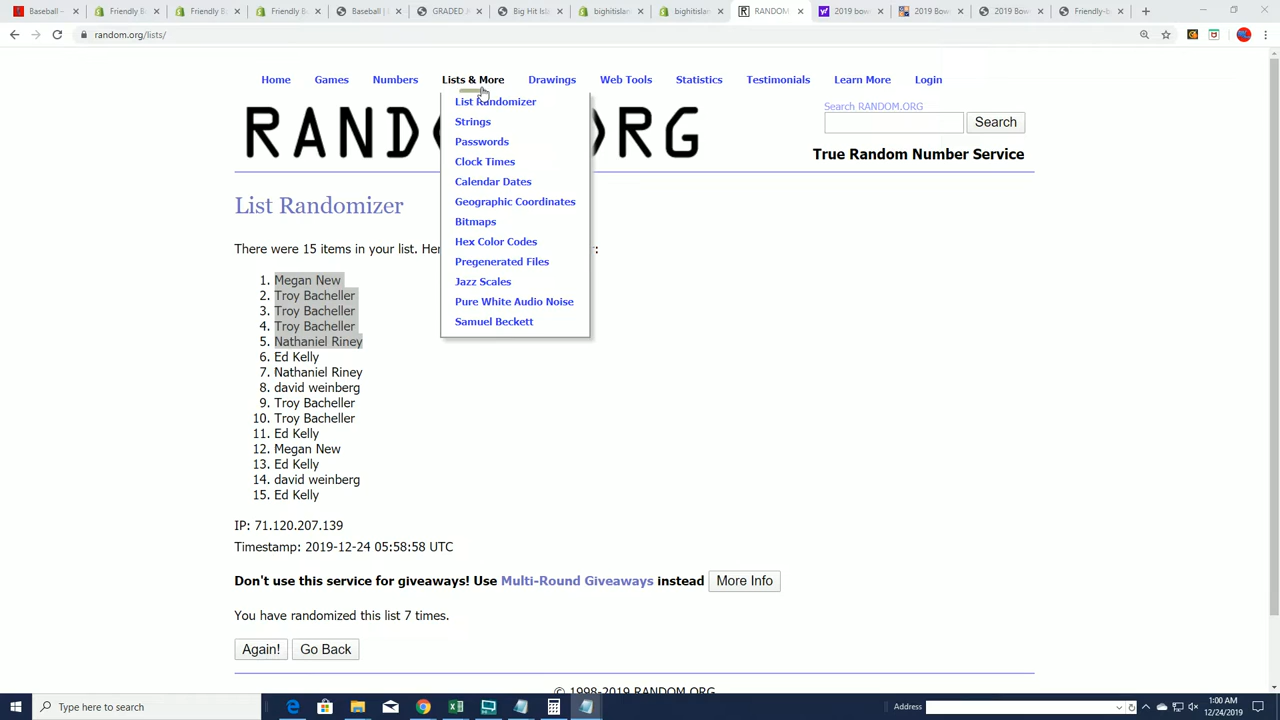 Baseball -
Friendly B
Friendly B
Friendly B
Baseball |
GRADED
Big Hit Isl
bighitislan
bighitislan
RANDOM
2019 bow
2019 Bow
2019 Bow
Friendly-b
random.org/lists/
Home Games Numbers Lists & More Drawings Web Tools Statistics Testimonials Learn More Login
List Randomizer
Strings
Passwords
Clock Times
Calendar Dates
Geographic Coordinates
Bitmaps
Hex Color Codes
Pregenerated Files
Jazz Scales
Pure White Audio Noise
Samuel Beckett
Search RANDOM.ORG
Search
True Random Number Service
List Randomizer
There were 15 items in your list. Her
1. Megan New
2. Troy Bacheller
3. Troy Bacheller
4. Troy Bacheller
5. Nathaniel Riney
6. Ed Kelly
7. Nathaniel Riney
8. david weinberg
9. Troy Bacheller
10. Troy Bacheller
11. Ed Kelly
12. Megan New
13. Ed Kelly
14. david weinberg
15. Ed Kelly
IP: 71.120.207.139
Timestamp: 2019-12-24 05:58:58 UTC
Don't use this service for giveaways! Use Multi-Round Giveaways instead More Info
You have randomized this list 7 times.
Again! Go Back
© 1998-2019 RANDOM.ORG
Type here to search
Address
1:00 AM
12/24/2019